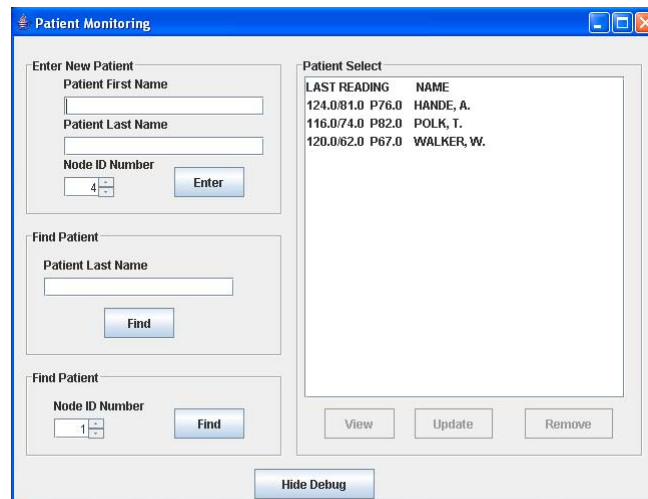 Patient Monitoring
Enter New Patient
Patient First Name
Patient Last Name
Node ID Number
4
Enter
Find Patient
Patient Last Name
Find
Find Patient
Node ID Number
1
Find
Patient Select
LAST READING NAME
124.0/81.0 P76.0 HANDE, A.
116.0/74.0 P82.0 POLK, T.
120.0/62.0 P67.0 WALKER, W.
View Update Remove
Hide Debug